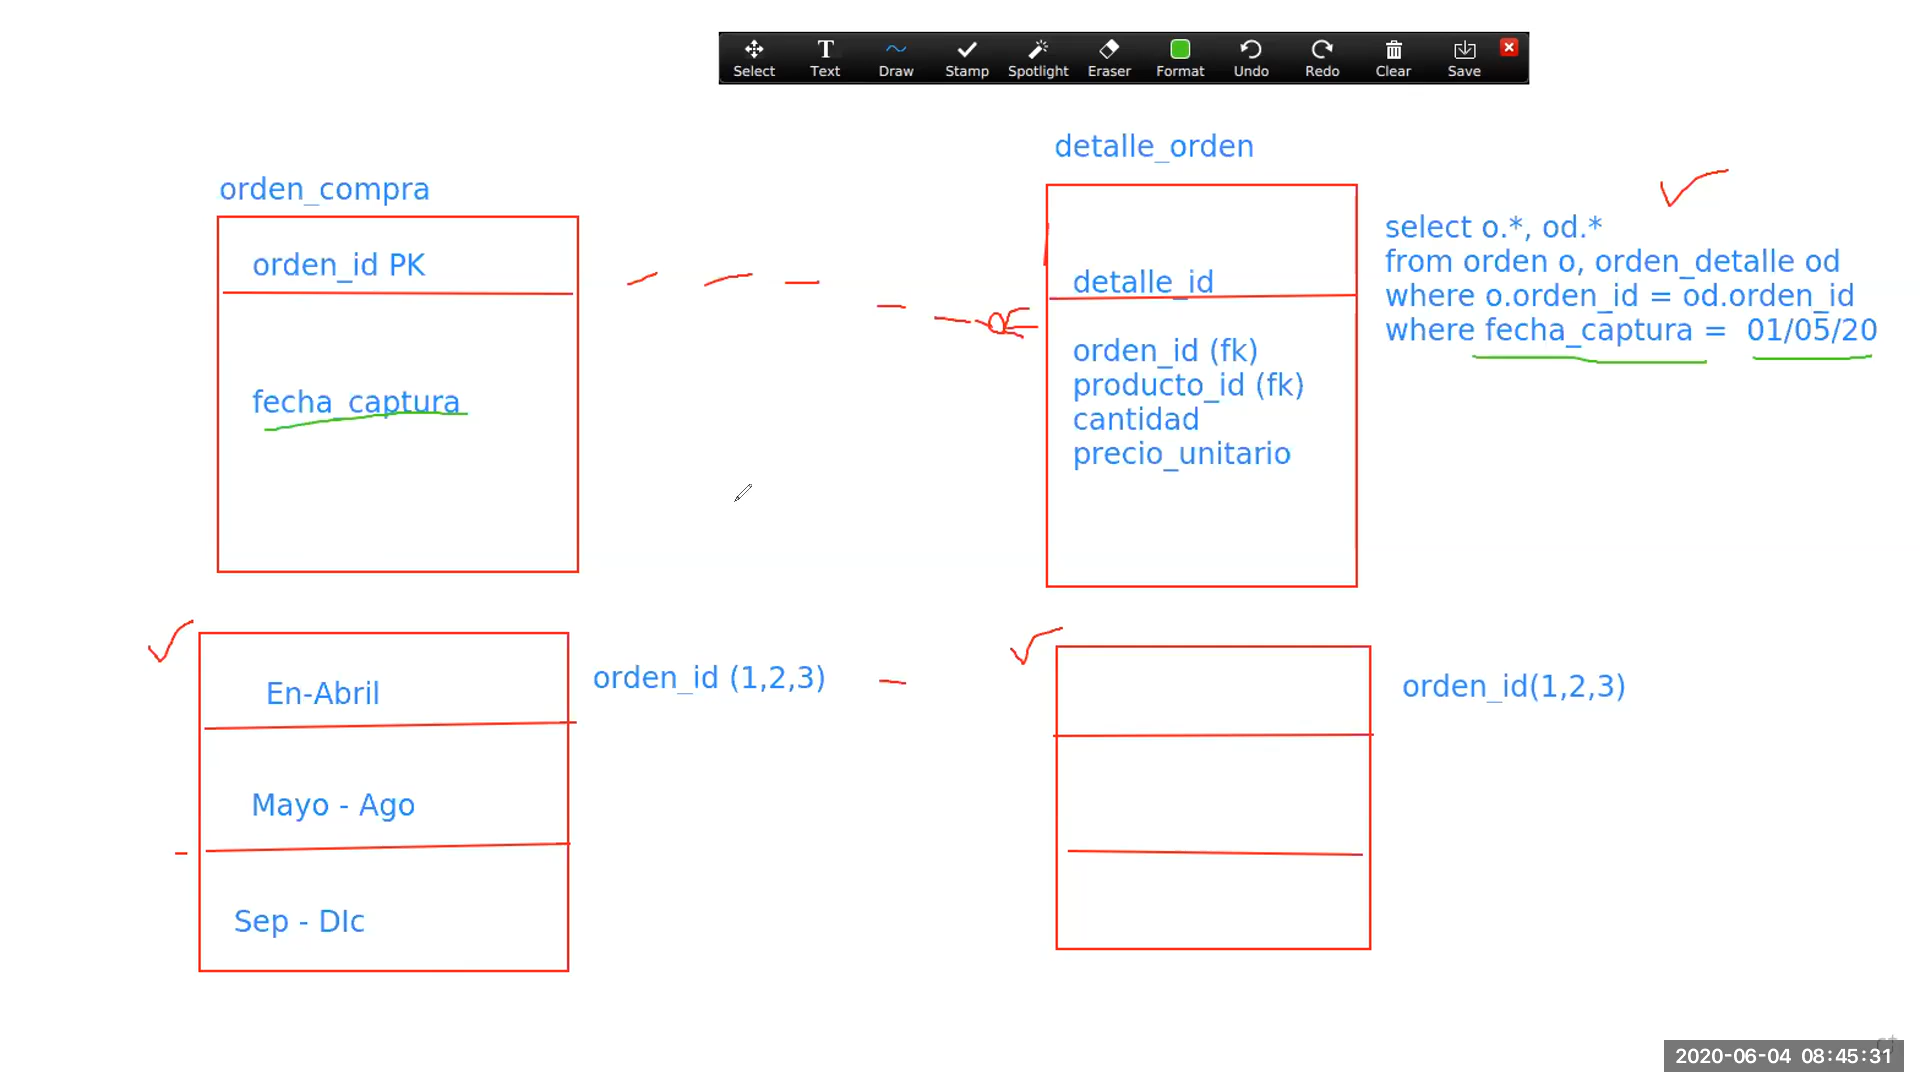 Select Text Draw Stamp Spotlight Eraser Format Undo Redo Clear Save
orden_compra
orden_id PK
fecha_captura
detalle_orden
detalle_id
orden_id (fk)
producto_id (fk)
cantidad
precio_unitario
select o.*, od.*
from orden o, orden_detalle od
where o.orden_id = od.orden_id
where fecha_captura =  01/05/20
En-Abril
Mayo - Ago
Sep - DIc
orden_id (1,2,3)
orden_id(1,2,3)
2020-06-04 08:45:31